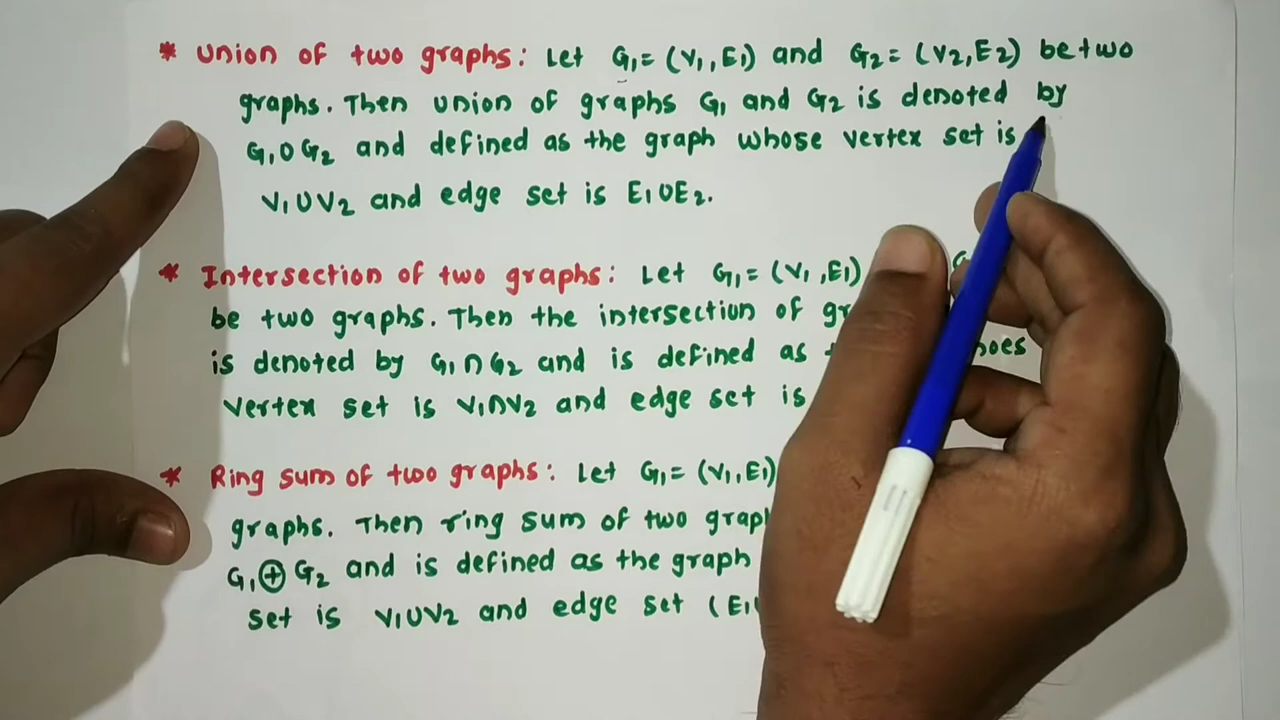 * Union of two graphs: Let G1 = (V1, E1) and G2 = (V2, E2) be two
graphs. Then union of graphs G1 and G2 is denoted by
G1 U G2 and defined as the graph whose vertex set is
V1 U V2 and edge set is E1 U E2.
* Intersection of two graphs: Let G1 = (V1, E1)
be two graphs. Then the intersection of
is denoted by G1 ∩ G2 and is defined as
vertex set is V1 ∩ V2 and edge set is
* Ring sum of two graphs: Let G1 = (V1, E1)
graphs. Then ring sum of two
G1 ⊕ G2 and is defined as the graph
set is V1 U V2 and edge set (E1